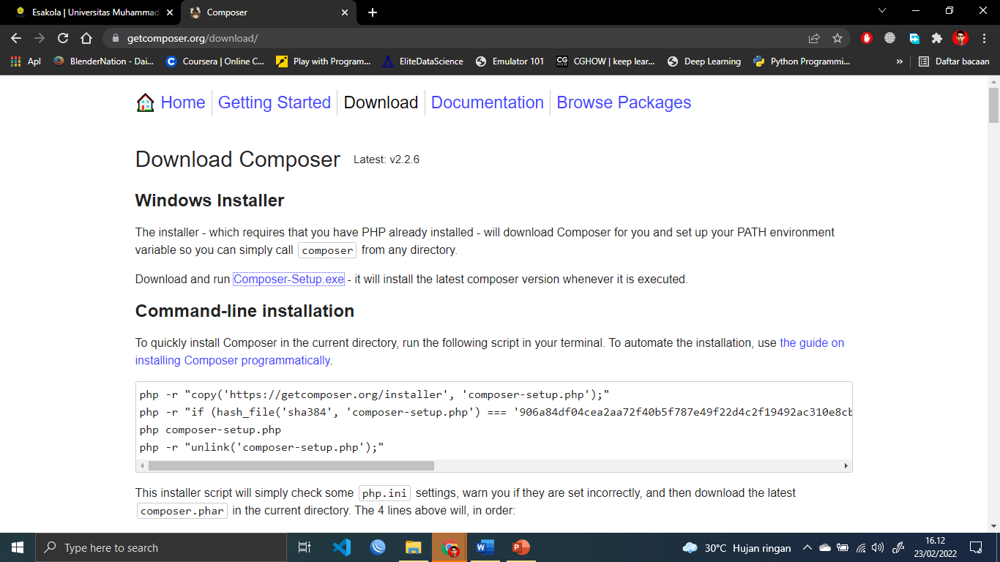 Esakola | Universitas Muhammad
Composer
getcomposer.org/download/
Apl
BlenderNation - Dai...
Coursera | Online C...
Play with Program...
EliteDataScience
Emulator 101
CGHOW | keep lear...
Deep Learning
Python Programmi...
»
Daftar bacaan
Home
Getting Started
Download
Documentation
Browse Packages
Download Composer Latest: v2.2.6
Windows Installer
The installer - which requires that you have PHP already installed - will download Composer for you and set up your PATH environment
variable so you can simply call composer from any directory.
Download and run Composer-Setup.exe - it will install the latest composer version whenever it is executed.
Command-line installation
To quickly install Composer in the current directory, run the following script in your terminal. To automate the installation, use the guide on
installing Composer programmatically.
php -r "copy('https://getcomposer.org/installer', 'composer-setup.php');"
php -r "if (hash_file('sha384', 'composer-setup.php') === '906a84df04cea2aa72f40b5f787e49f22d4c2f19492ac310e8cb
php composer-setup.php
php -r "unlink('composer-setup.php');"
This installer script will simply check some php.ini settings, warn you if they are set incorrectly, and then download the latest
composer.phar in the current directory. The 4 lines above will, in order:
Type here to search
30°C Hujan ringan
16.12
23/02/2022